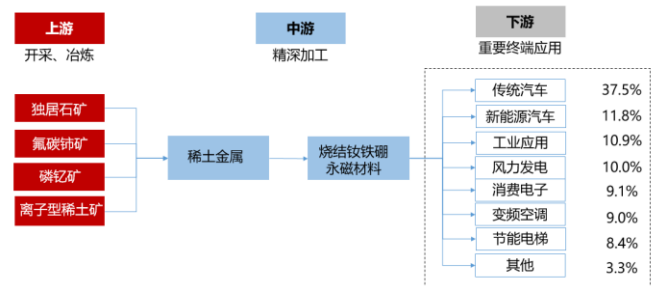 上游
中游
下游
开采、冶炼
精深加工
重要终端应用
独居石矿
氟碳铈矿
磷钇矿
离子型稀土矿
稀土金属
烧结钕铁硼
永磁材料
传统汽车 37.5%
新能源汽车 11.8%
工业应用 10.9%
风力发电 10.0%
消费电子 9.1%
变频空调 9.0%
节能电梯 8.4%
其他 3.3%